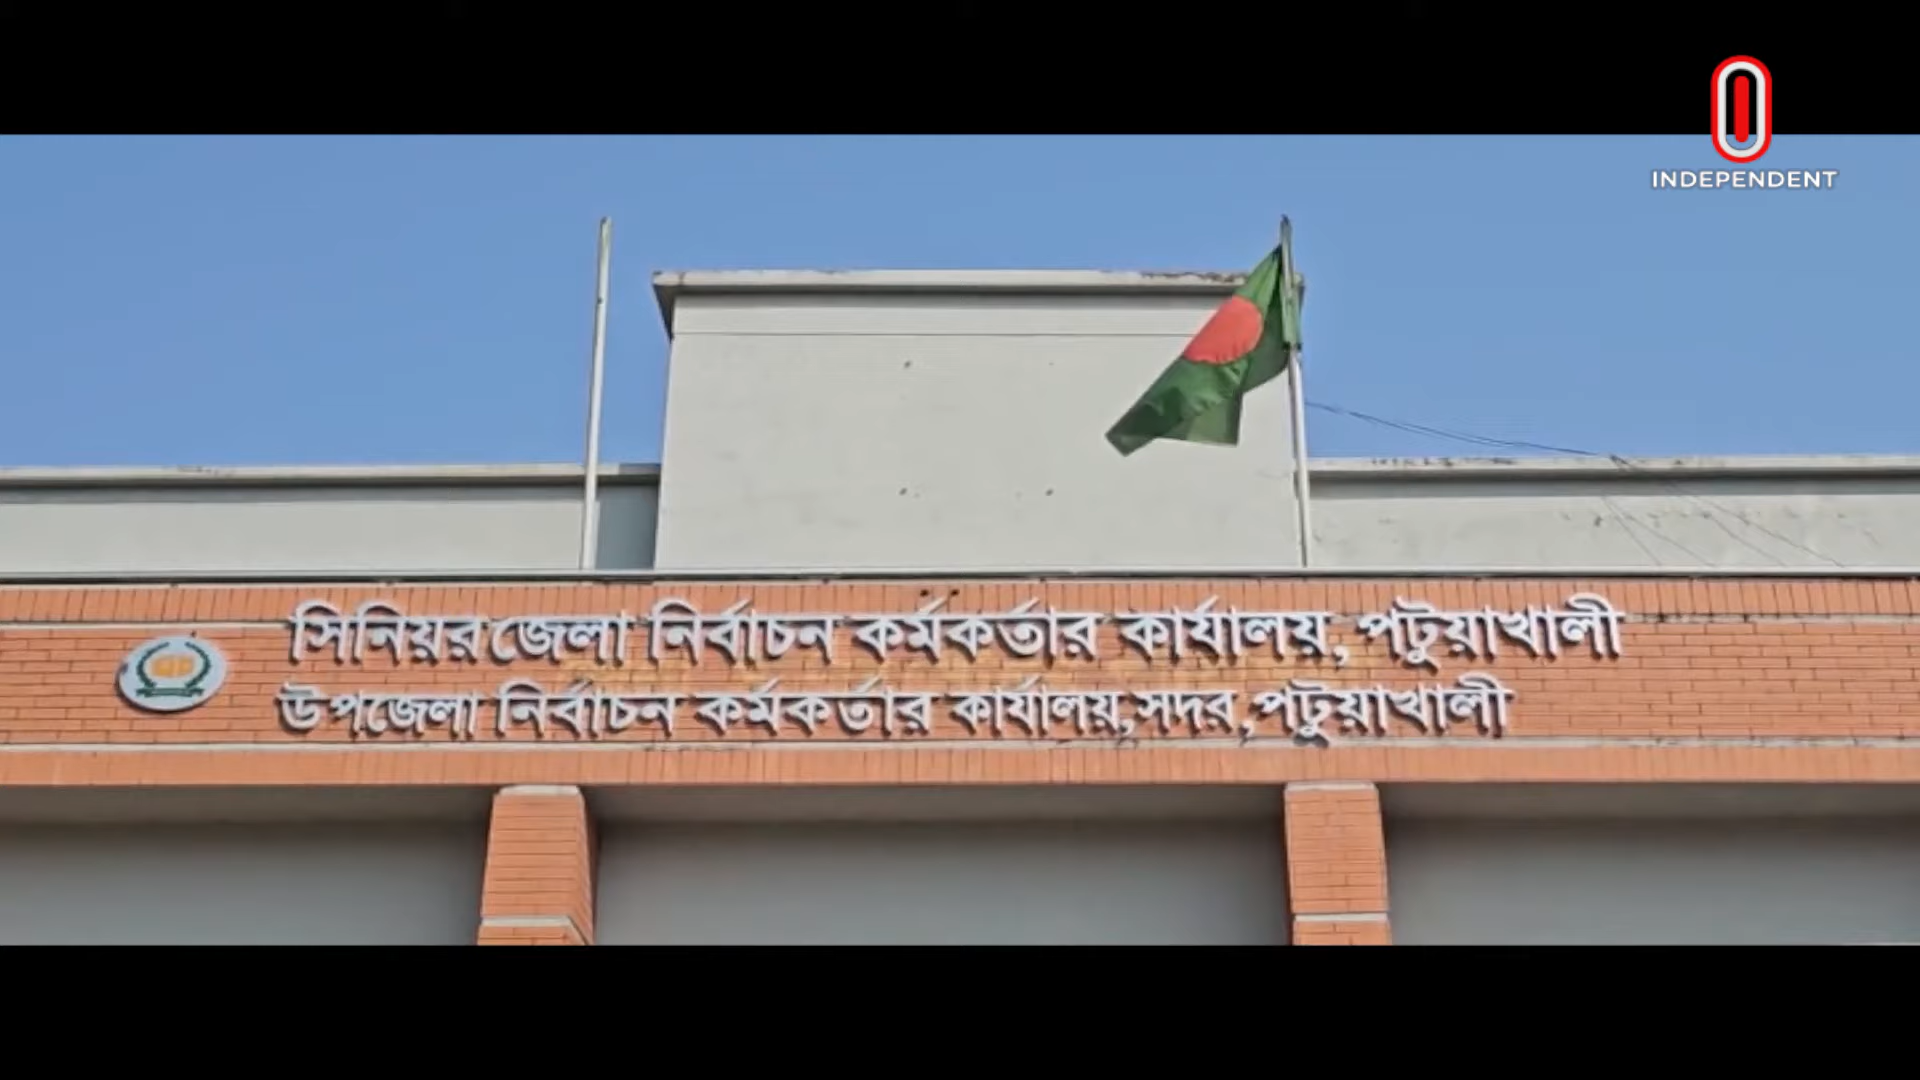 INDEPENDENT
সিনিয়র জেলা নির্বাচন কর্মকর্তার কার্যালয়, পটুয়াখালী
উপজেলা নির্বাচন কর্মকর্তার কার্যালয়,সদর,পটুয়াখালী